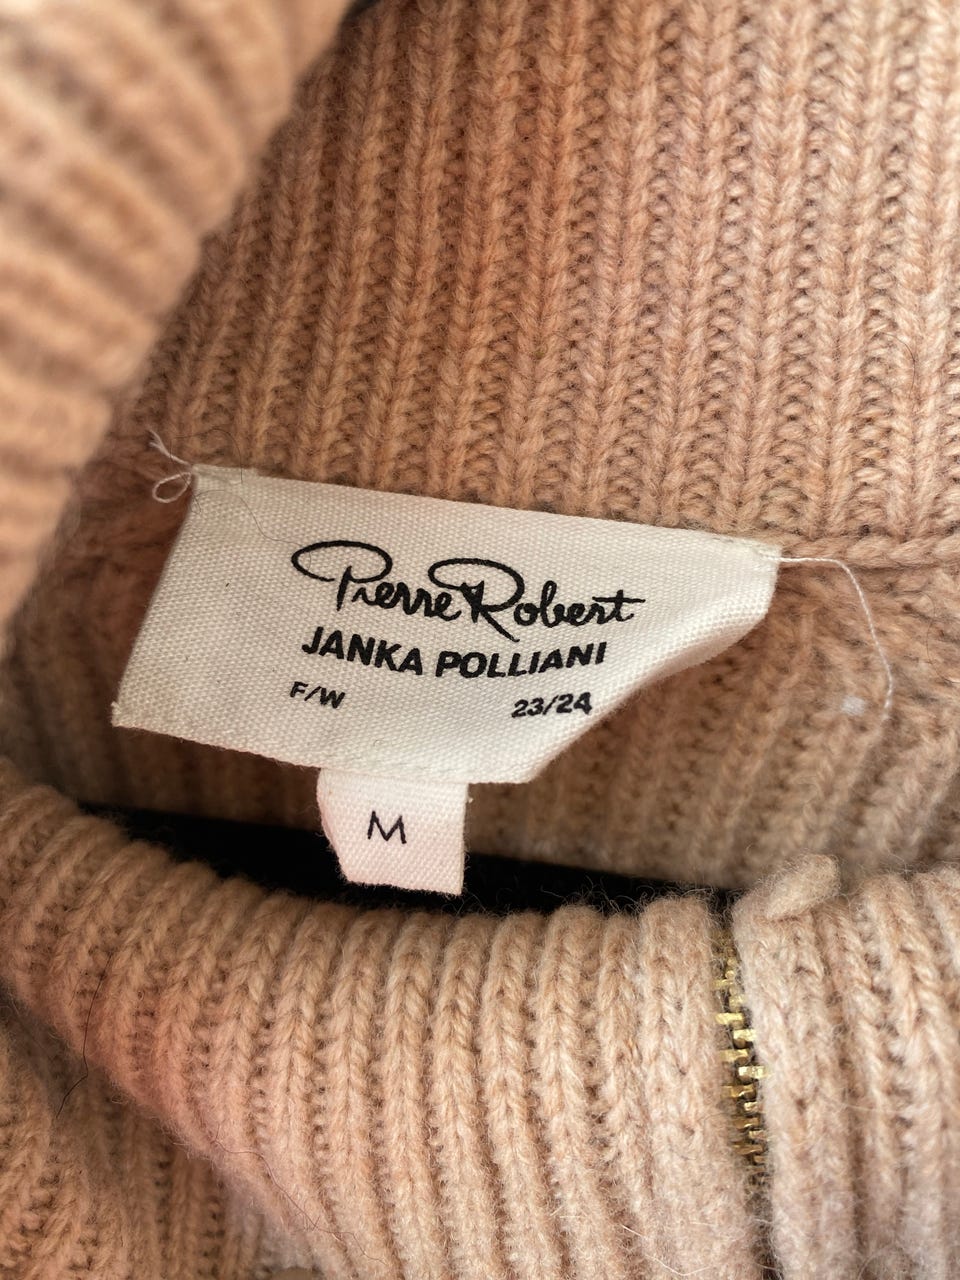 Pierre Robert
JANKA POLLIANI
F/W 23/24
M